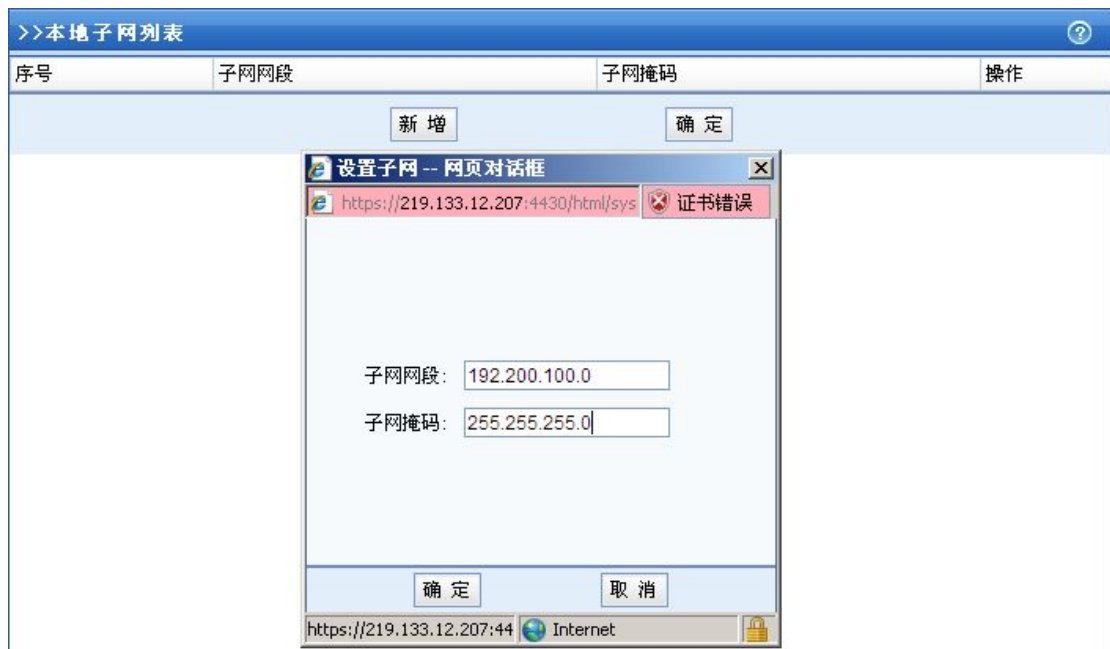 >>本地子网列表
序号 子网网段 子网掩码 操作
新增 确定
设置子网 -- 网页对话框
https://219.133.12.207:4430/html/sys 证书错误
子网网段: 192.200.100.0
子网掩码: 255.255.255.0
确定 取消
https://219.133.12.207:44 Internet